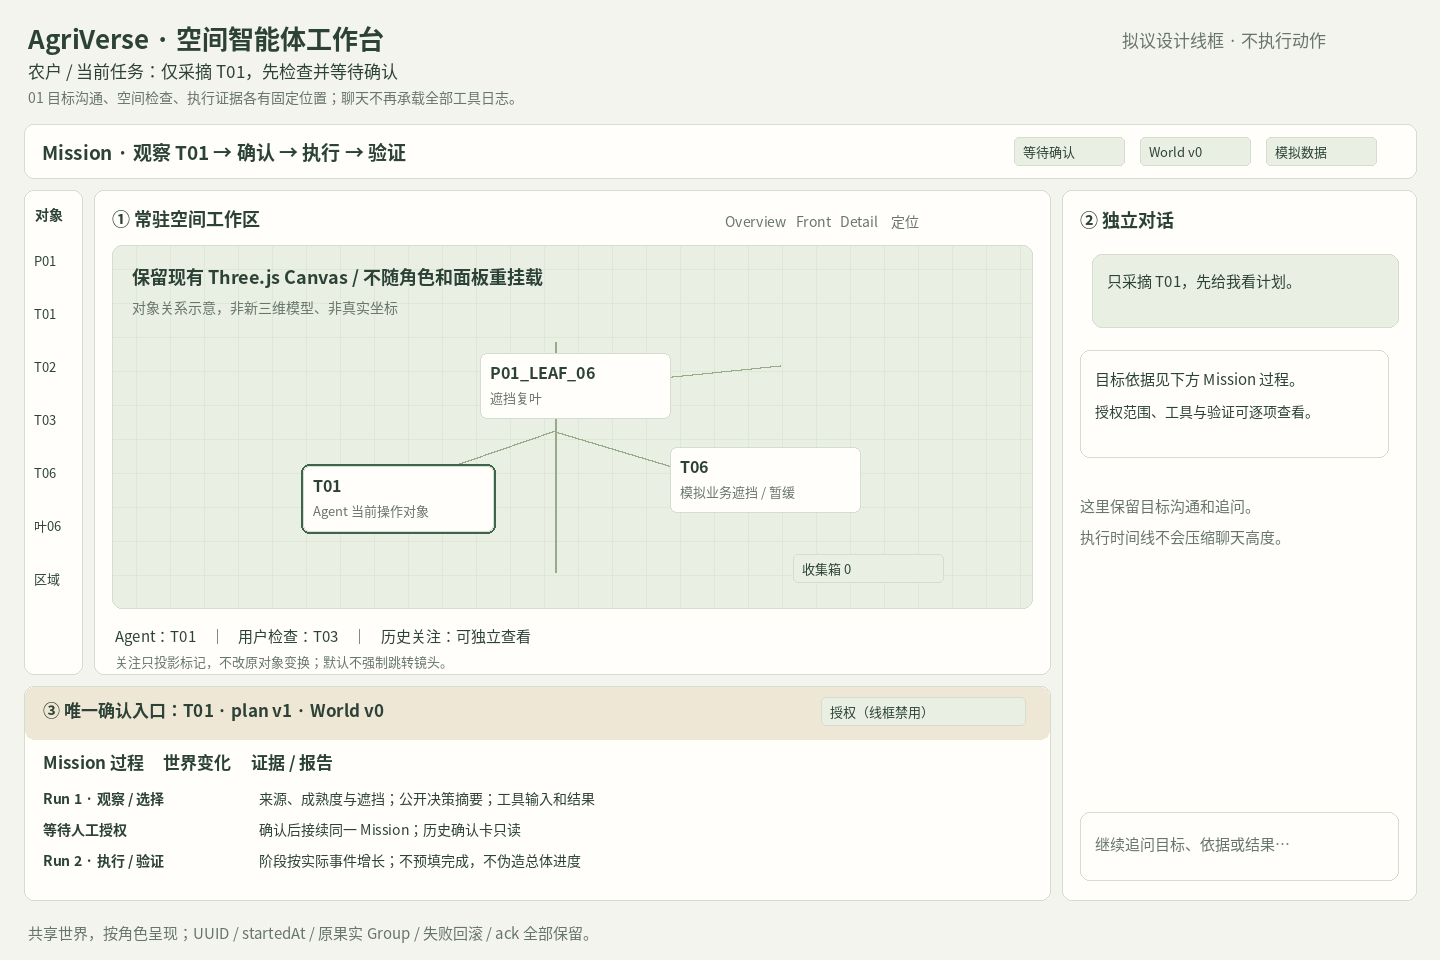 AgriVerse · 空间智能体工作台
拟议设计线框 · 不执行动作
农户 / 当前任务：仅采摘 T01，先检查并等待确认
01 目标沟通、空间检查、执行证据各有固定位置；聊天不再承载全部工具日志。
Mission · 观察 T01 → 确认 → 执行 → 验证
等待确认
World v0
模拟数据
对象
P01
T01
T02
T03
T06
叶06
区域
① 常驻空间工作区
Overview Front Detail 定位
保留现有 Three.js Canvas / 不随角色和面板重挂载
对象关系示意，非新三维模型、非真实坐标
P01_LEAF_06
遮挡复叶
T01
Agent 当前操作对象
T06
模拟业务遮挡 / 暂缓
收集箱 0
Agent：T01 ｜ 用户检查：T03 ｜ 历史关注：可独立查看
关注只投影标记，不改原对象变换；默认不强制跳转镜头。
② 独立对话
只采摘 T01，先给我看计划。
目标依据见下方 Mission 过程。
授权范围、工具与验证可逐项查看。
这里保留目标沟通和追问。
执行时间线不会压缩聊天高度。
继续追问目标、依据或结果…
③ 唯一确认入口：T01 · plan v1 · World v0
授权（线框禁用）
Mission 过程 世界变化 证据 / 报告
Run 1 · 观察 / 选择 来源、成熟度与遮挡；公开决策摘要；工具输入和结果
等待人工授权 确认后接续同一 Mission；历史确认卡只读
Run 2 · 执行 / 验证 阶段按实际事件增长；不预填完成，不伪造总体进度
共享世界，按角色呈现；UUID / startedAt / 原果实 Group / 失败回滚 / ack 全部保留。